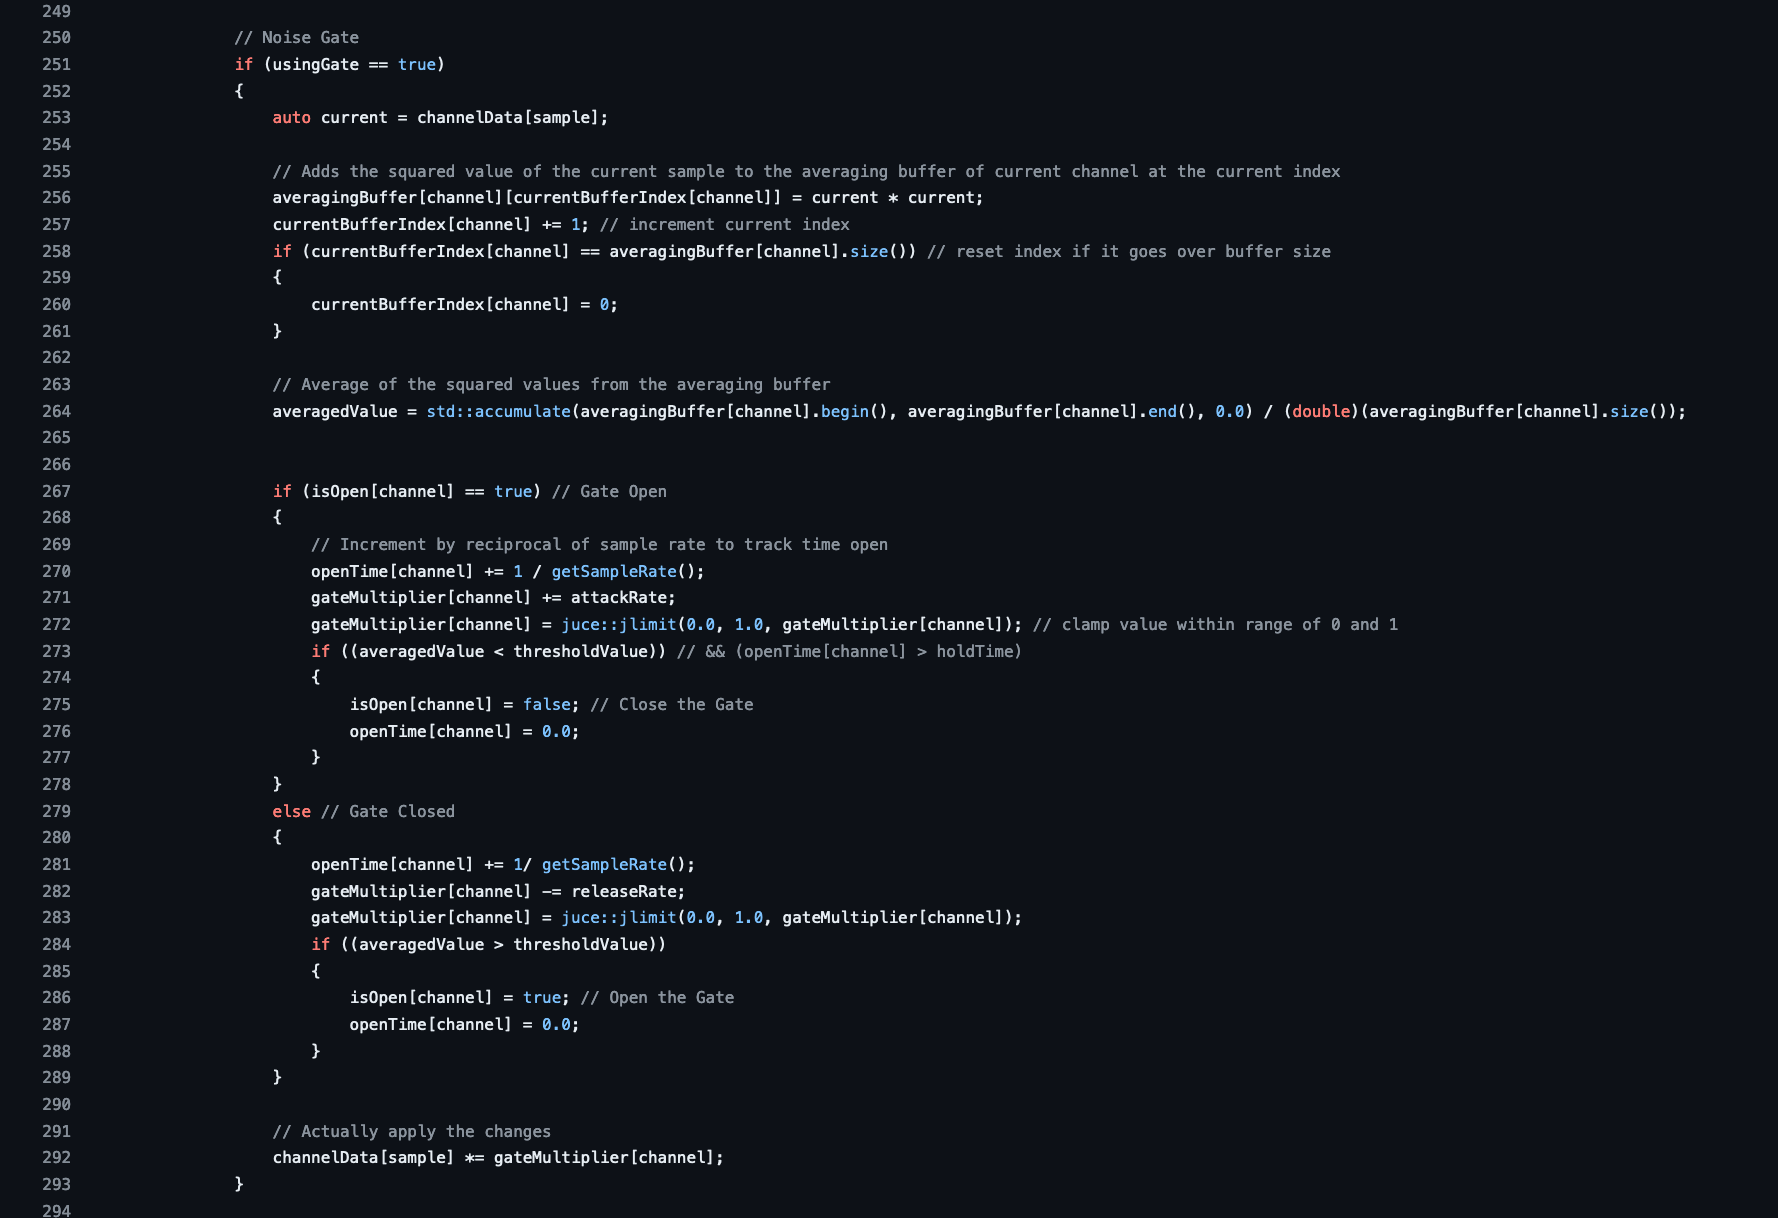 249
250 // Noise Gate
251 if (usingGate == true)
252 {
253 auto current = channelData[sample];
254
255 // Adds the squared value of the current sample to the averaging buffer of current channel at the current index
256 averagingBuffer[channel][currentBufferIndex[channel]] = current * current;
257 currentBufferIndex[channel] += 1; // increment current index
258 if (currentBufferIndex[channel] == averagingBuffer[channel].size()) // reset index if it goes over buffer size
259 {
260 currentBufferIndex[channel] = 0;
261 }
262
263 // Average of the squared values from the averaging buffer
264 averagedValue = std::accumulate(averagingBuffer[channel].begin(), averagingBuffer[channel].end(), 0.0) / (double)(averagingBuffer[channel].size());
265
266
267 if (isOpen[channel] == true) // Gate Open
268 {
269 // Increment by reciprocal of sample rate to track time open
270 openTime[channel] += 1 / getSampleRate();
271 gateMultiplier[channel] += attackRate;
272 gateMultiplier[channel] = juce::jlimit(0.0, 1.0, gateMultiplier[channel]); // clamp value within range of 0 and 1
273 if ((averagedValue < thresholdValue)) // && (openTime[channel] > holdTime)
274 {
275 isOpen[channel] = false; // Close the Gate
276 openTime[channel] = 0.0;
277 }
278 }
279 else // Gate Closed
280 {
281 openTime[channel] += 1/ getSampleRate();
282 gateMultiplier[channel] -= releaseRate;
283 gateMultiplier[channel] = juce::jlimit(0.0, 1.0, gateMultiplier[channel]);
284 if ((averagedValue > thresholdValue))
285 {
286 isOpen[channel] = true; // Open the Gate
287 openTime[channel] = 0.0;
288 }
289 }
290
291 // Actually apply the changes
292 channelData[sample] *= gateMultiplier[channel];
293 }
294